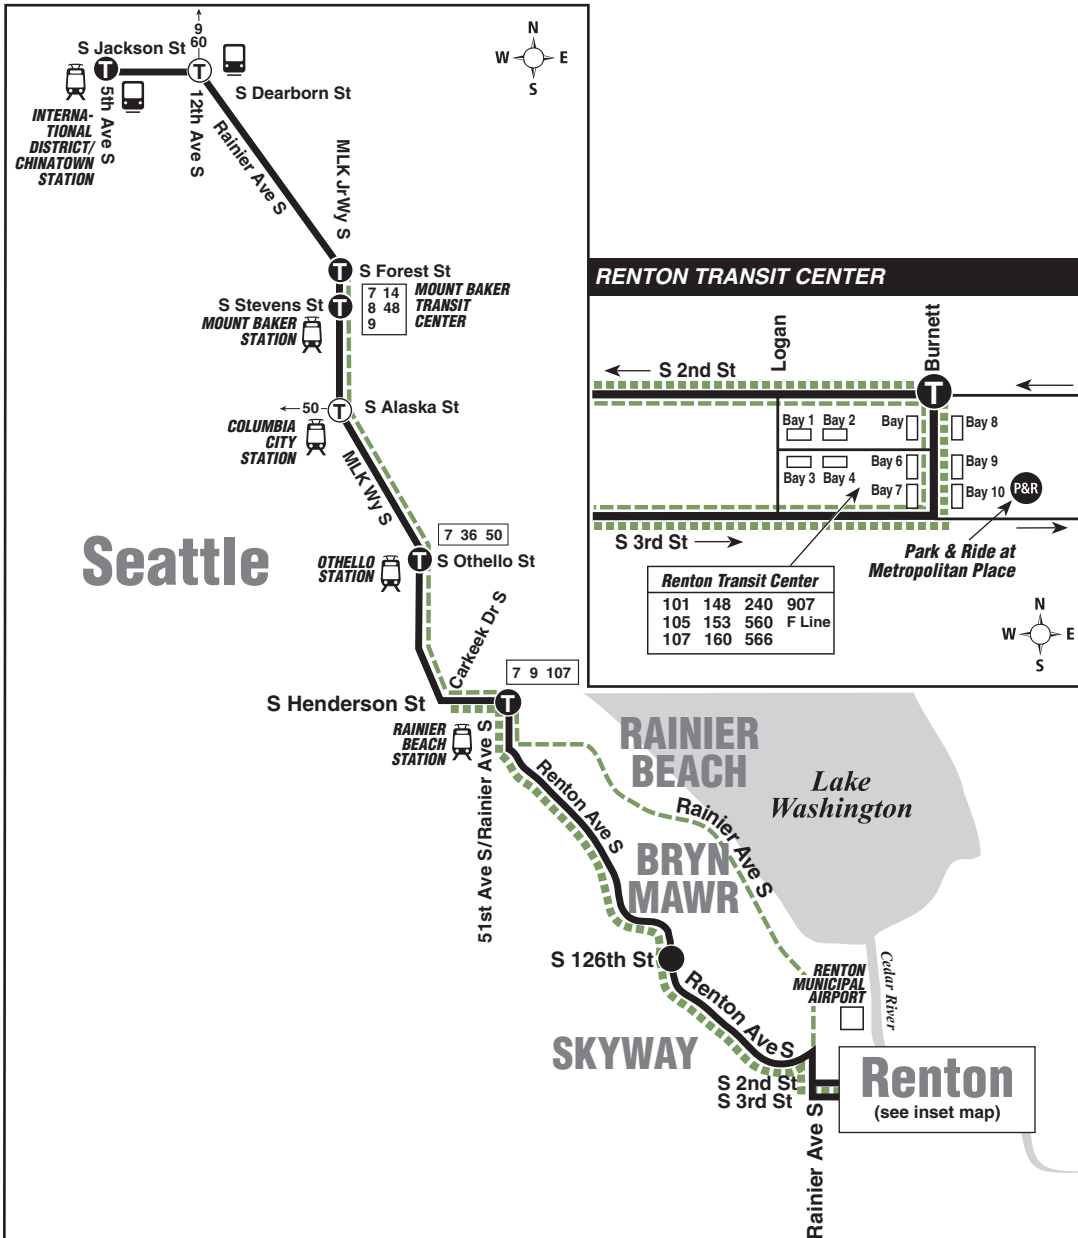 9
60
S Jackson St
T
T
S Dearborn St
5th Ave S
12th Ave S
INTERNA-
TIONAL
DISTRICT/
CHINATOWN
STATION
Rainier Ave S
MLK JrWy S
N
W E
S
T
S Forest St
S Stevens St
T
7 14
8 48
9
MOUNT BAKER
TRANSIT
CENTER
MOUNT BAKER
STATION
50
T
S Alaska St
COLUMBIA
CITY
STATION
MLK Wy S
7 36 50
T
S Othello St
OTHELLO
STATION
Seattle
Carkeek Dr S
7 9 107
S Henderson St
T
RAINIER
BEACH
STATION
51st Ave S/Rainier Ave S
Renton Ave S
RAINIER
BEACH
Rainier Ave S
Lake
Washington
BRYN
MAWR
S 126th St
Renton Ave S
SKYWAY
RENTON
MUNICIPAL
AIRPORT
Cedar River
S 2nd St
S 3rd St
Rainier Ave S
Renton
(see inset map)
RENTON TRANSIT CENTER
Logan
Burnett
S 2nd St
T
Bay 1 Bay 2
Bay
Bay 8
Bay 3 Bay 4
Bay 6
Bay 9
Bay 7
Bay 10
P&R
S 3rd St
Park & Ride at
Metropolitan Place
Renton Transit Center
101 148 240 907
105 153 560 F Line
107 160 566
N
W E
S